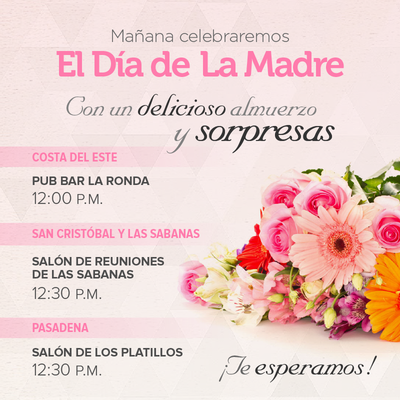 Mañana celebraremos
El Día de La Madre
Con un delicioso almuerzo
y sorpresas
COSTA DEL ESTE
PUB BAR LA RONDA
12:00 P.M.
SAN CRISTÓBAL Y LAS SABANAS
SALÓN DE REUNIONES
DE LAS SABANAS
12:30 P.M.
PASADENA
SALÓN DE LOS PLATILLOS
12:30 P.M.
¡Te esperamos!